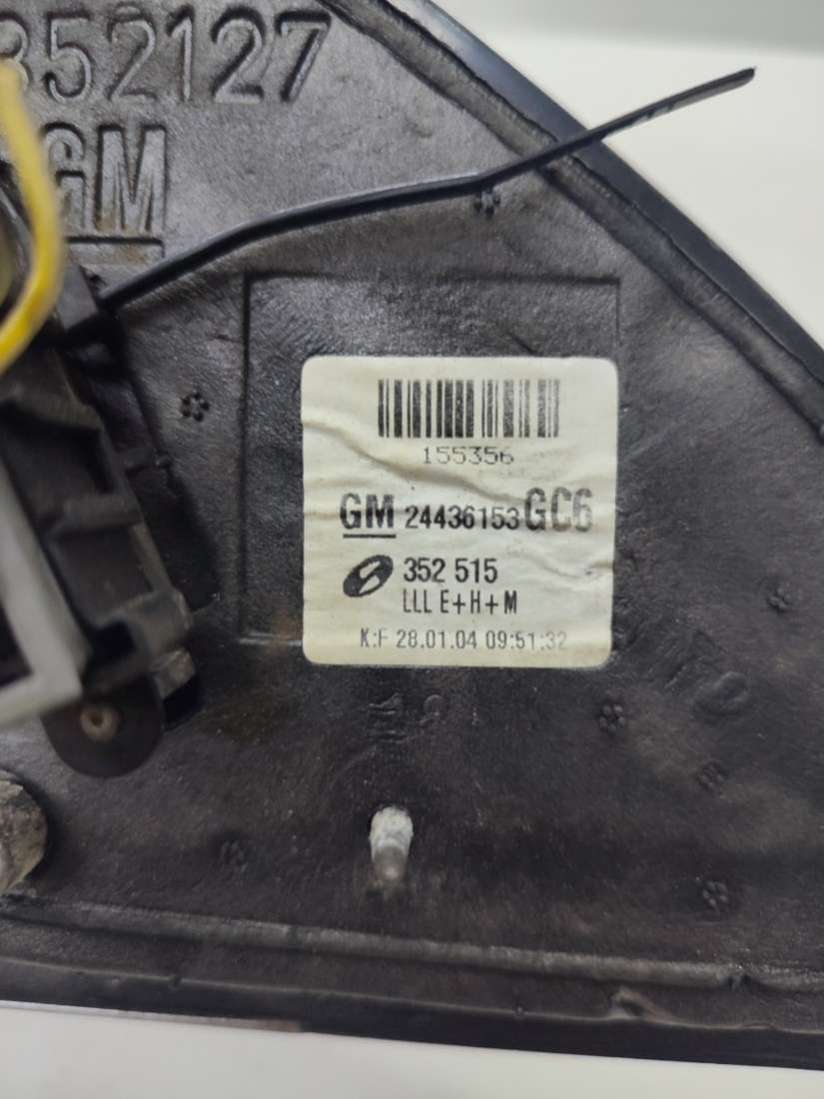 352127
GM
155356
GM 24436153 GC6
352 515
LLL E+H+M
K:F 28.01.04 09:51:32